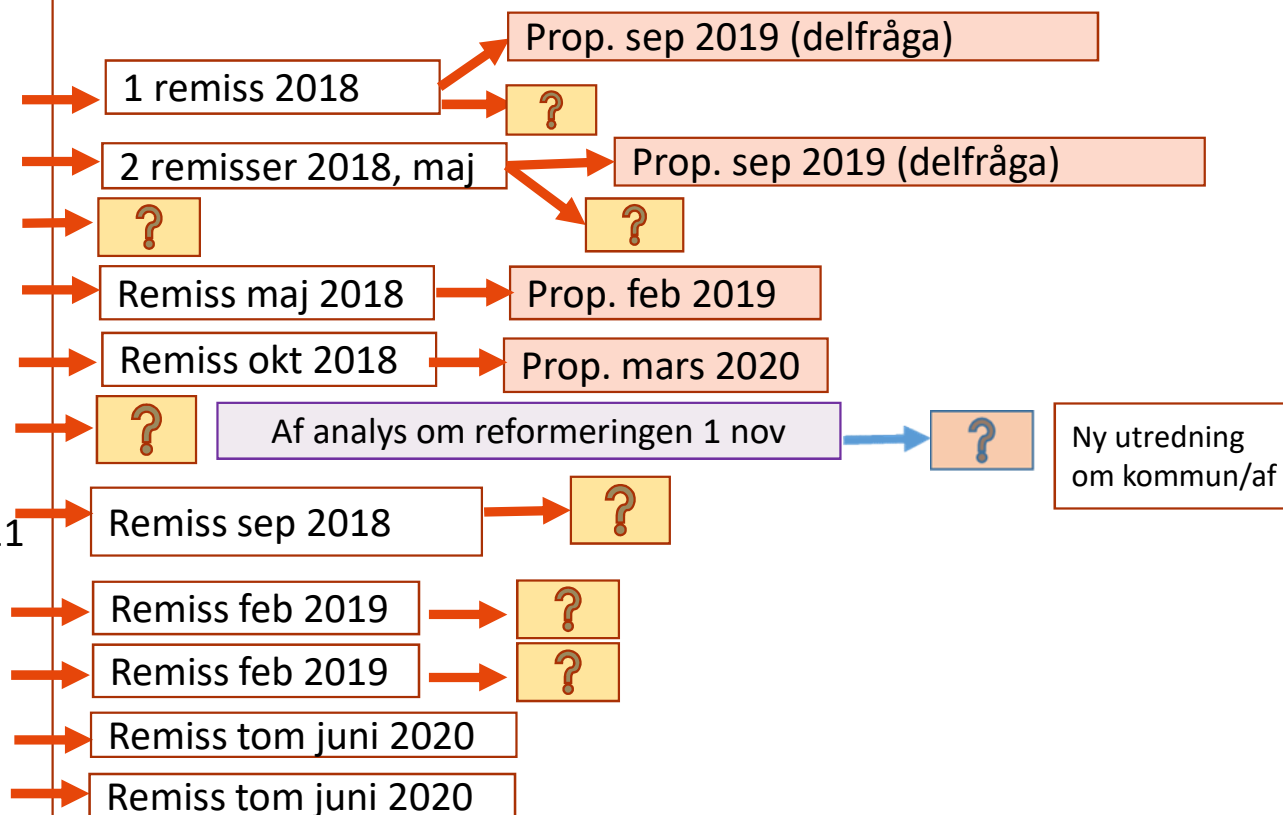 Prop. sep 2019 (delfråga)
1 remiss 2018
?
2 remisser 2018, maj
Prop. sep 2019 (delfråga)
?
?
Remiss maj 2018
Prop. feb 2019
Remiss okt 2018
Prop. mars 2020
?
Af analys om reformeringen 1 nov
?
Ny utredning
om kommun/af
Remiss sep 2018
?
1
Remiss feb 2019
?
Remiss feb 2019
?
Remiss tom juni 2020
Remiss tom juni 2020